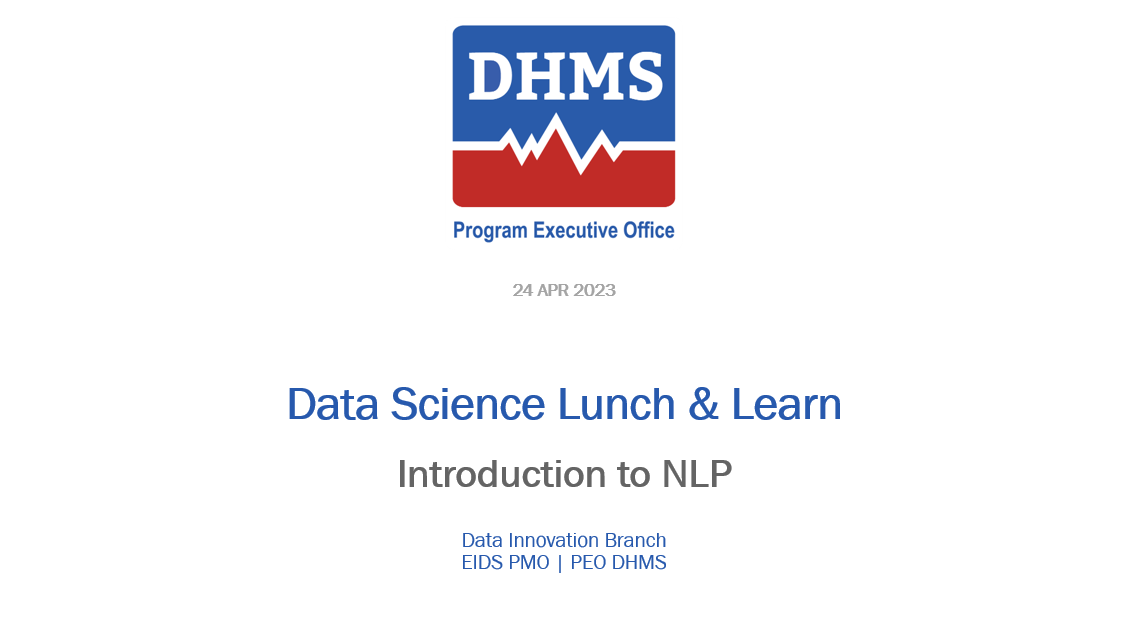 DHMS
Program Executive Office
24 APR 2023
Data Science Lunch & Learn
Introduction to NLP
Data Innovation Branch
EIDS PMO | PEO DHMS